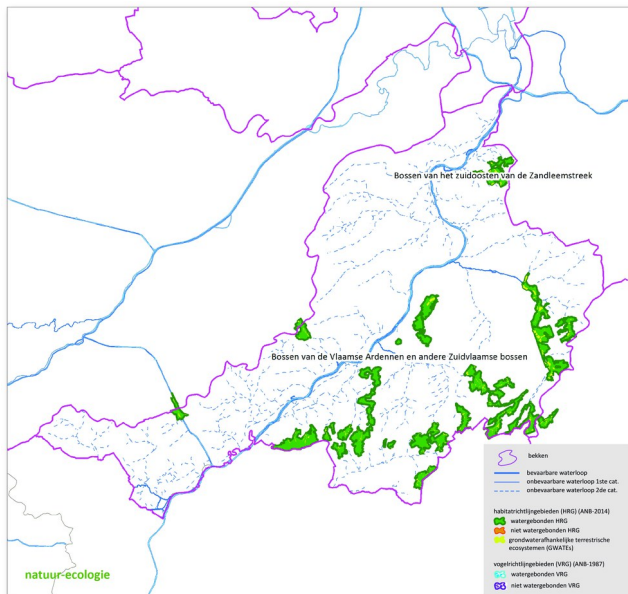 Bossen van het zuidoosten van de Zandleemstreek
Bossen van de Vlaamse Ardennen en andere Zuidvlaamse bossen
bekken
bevaarbare waterloop
onbevaarbare waterloop 1ste cat.
onbevaarbare waterloop 2de cat.
habitatrichtlijngebieden (HRG) (ANB-2014)
watergebonden HRG
niet watergebonden HRG
grondwaterafhankelijke terrestrische
ecosystemen (GWATEs)
vogelrichtlijngebieden (VRG) (ANB-1987)
watergebonden VRG
niet watergebonden VRG
natuur-ecologie